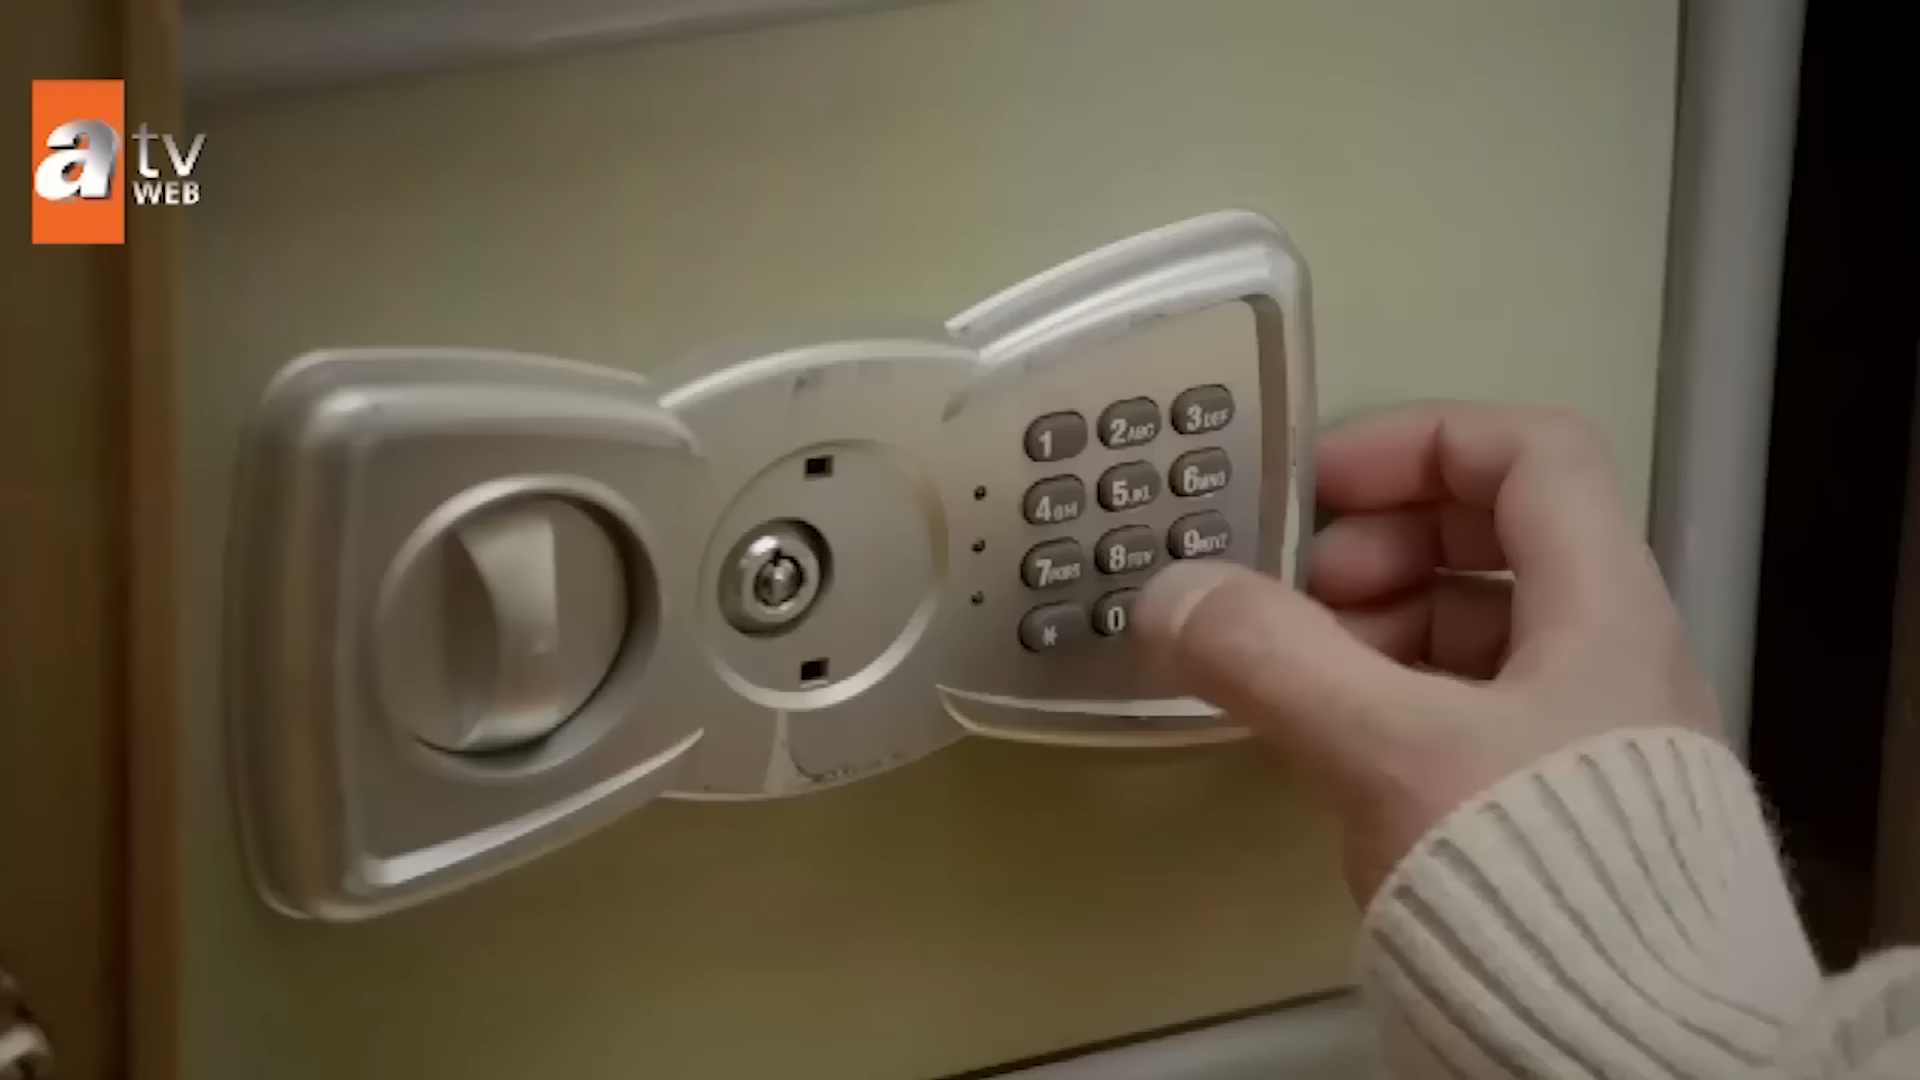 a tv
WEB
1 2ABC 3DEF
4GHI 5JKL 6MNO
7PQRS 8TUV 9WXYZ
* 0